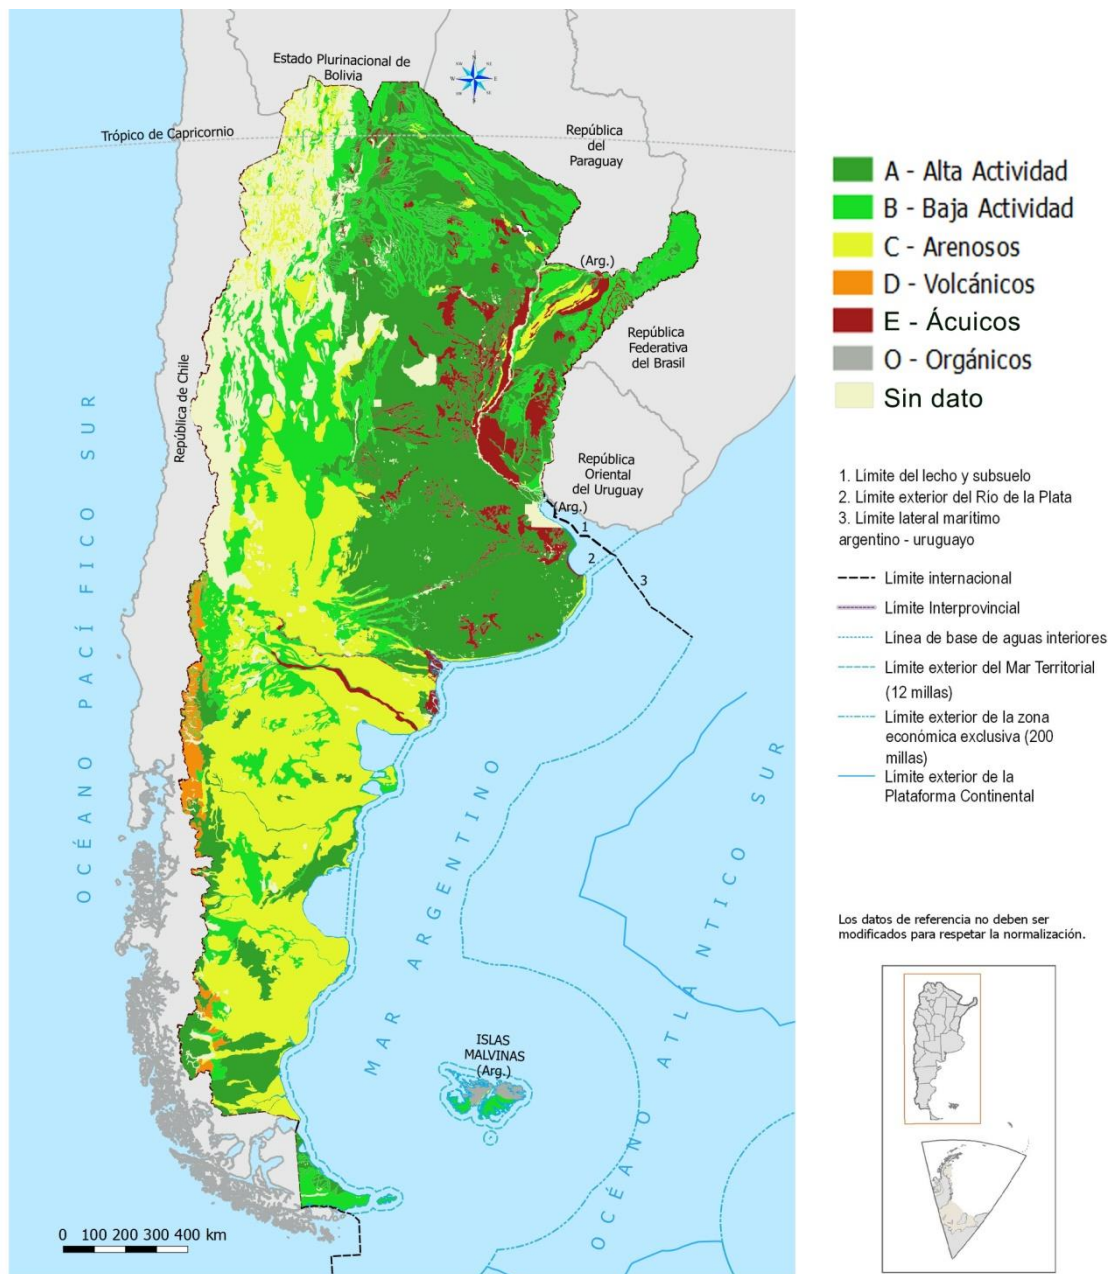 Estado Plurinacional de
Bolivia
Trópico de Capricornio
República
del
Paraguay
(Arg.)
República
Federativa
del Brasil
República de Chile
República
Oriental
del Uruguay
(Arg.)
1
2
3
OCÉANO PACÍFICO SUR
MAR ARGENTINO
OCÉANO ATLÁNTICO SUR
ISLAS
MALVINAS
(Arg.)
0 100 200 300 400 km
A - Alta Actividad
B - Baja Actividad
C - Arenosos
D - Volcánicos
E - Ácuicos
O - Orgánicos
Sin dato
1. Limite del lecho y subsuelo
2. Limite exterior del Río de la Plata
3. Limite lateral marítimo
argentino - uruguayo
Limite internacional
Límite Interprovincial
Linea de base de aguas interiores
Limite exterior del Mar Territorial
(12 millas)
Limite exterior de la zona
económica exclusiva (200
millas)
Limite exterior de la
Plataforma Continental
Los datos de referencia no deben ser
modificados para respetar la normalización.